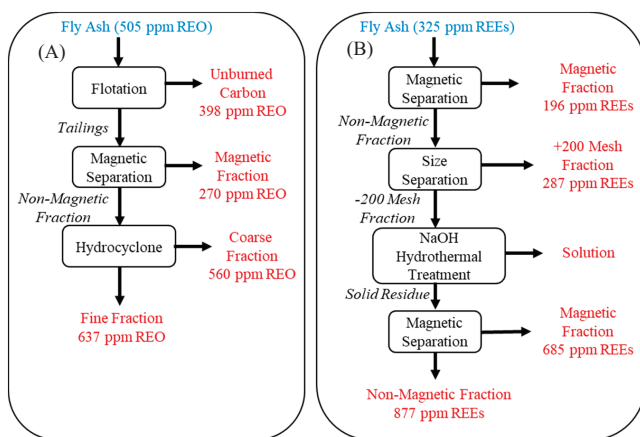 Fly Ash (505 ppm REO)
(A)
Flotation
Unburned
Carbon
398 ppm REO
Tailings
Magnetic
Separation
Magnetic
Fraction
270 ppm REO
Non-Magnetic
Fraction
Hydrocyclone
Coarse
Fraction
560 ppm REO
Fine Fraction
637 ppm REO
Fly Ash (325 ppm REEs)
(B)
Magnetic
Separation
Magnetic
Fraction
196 ppm REEs
Non-Magnetic
Fraction
Size
Separation
+200 Mesh
Fraction
287 ppm REEs
-200 Mesh
Fraction
NaOH
Hydrothermal
Treatment
Solution
Solid Residue
Magnetic
Separation
Magnetic
Fraction
685 ppm REEs
Non-Magnetic Fraction
877 ppm REEs